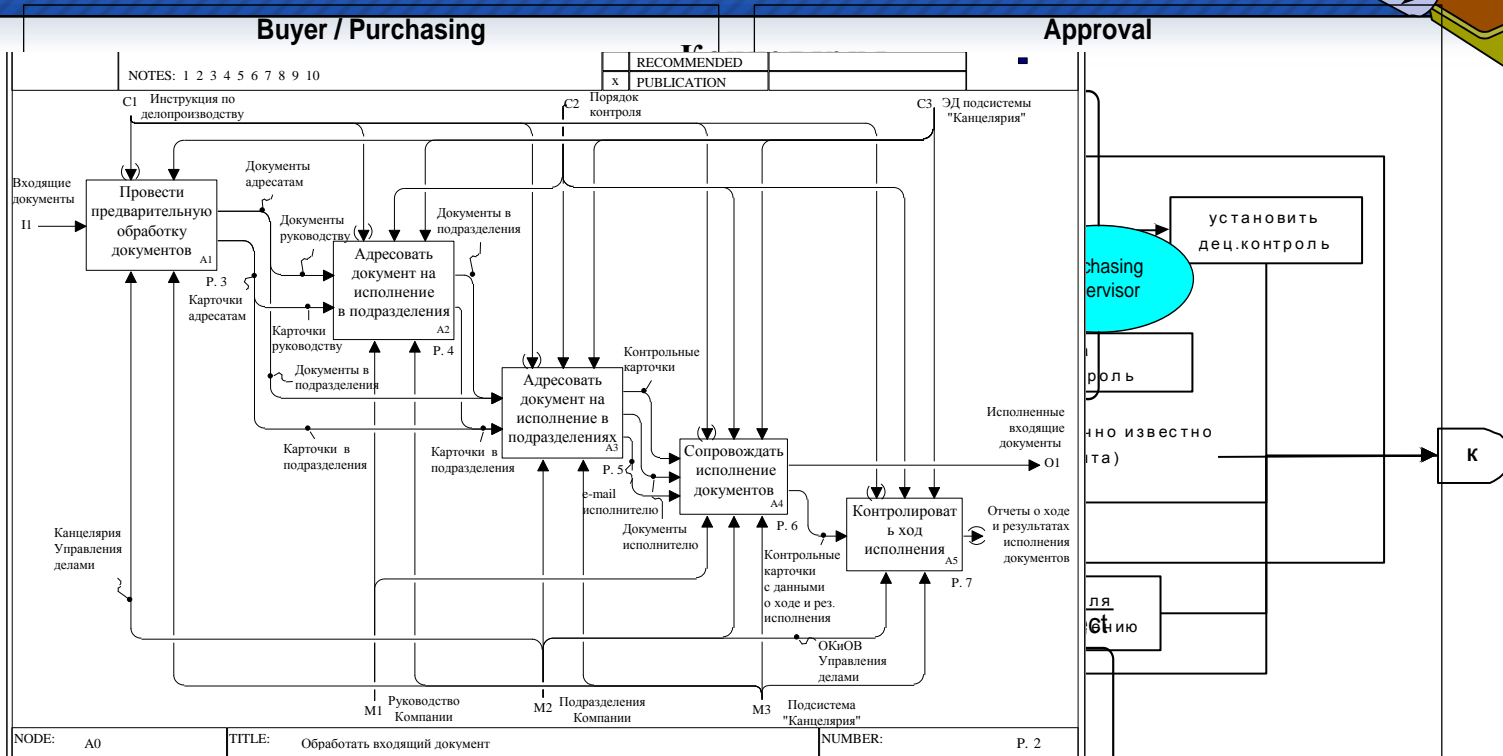 Buyer / Purchasing
Approval
NOTES: 1 2 3 4 5 6 7 8 9 10
RECOMMENDED
x PUBLICATION
C1 Инструкция по
делопроизводству
C2 Порядок
контроля
C3 ЭД подсистемы
"Канцелярия"
Входящие
документы
I1
Провести
предварительную
обработку
документов
A1
P. 3
Документы
адресатам
Документы
руководству
Документы в
подразделения
Карточки
адресатам
Карточки
руководству
Адресовать
документ на
исполнение
в подразделения
A2
P. 4
Документы в
подразделения
Карточки в
подразделения
Карточки в
подразделения
Адресовать
документ на
исполнение в
подразделениях
A3
P. 5
Контрольные
карточки
e-mail
исполнителю
Документы
исполнителю
Сопровождать
исполнение
документов
A4
P. 6
Исполненные
входящие
документы
O1
Контролироват
ь ход
исполнения
A5
P. 7
Отчеты о ходе
и результатах
исполнения
документов
Контрольные
карточки
с данными
о ходе и рез.
исполнения
Канцелярия
Управления
делами
ОКиОВ
Управления
делами
M1 Руководство
Компании
M2 Подразделения
Компании
M3 Подсистема
"Канцелярия"
NODE: A0
TITLE: Обработать входящий документ
NUMBER: P. 2
установить
дец.контроль
chasing
ervisor
роль
но известно
та)
К
ля
ению